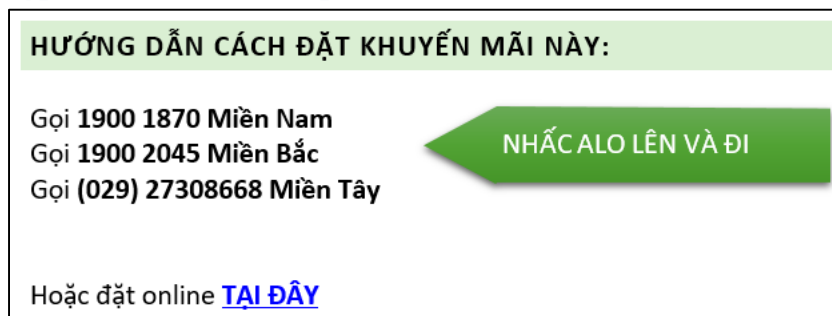 HƯỚNG DẪN CÁCH ĐẶT KHUYẾN MÃI NÀY:
Gọi 1900 1870 Miền Nam
Gọi 1900 2045 Miền Bắc
Gọi (029) 27308668 Miền Tây
NHẤC ALO LÊN VÀ ĐI
Hoặc đặt online TẠI ĐÂY